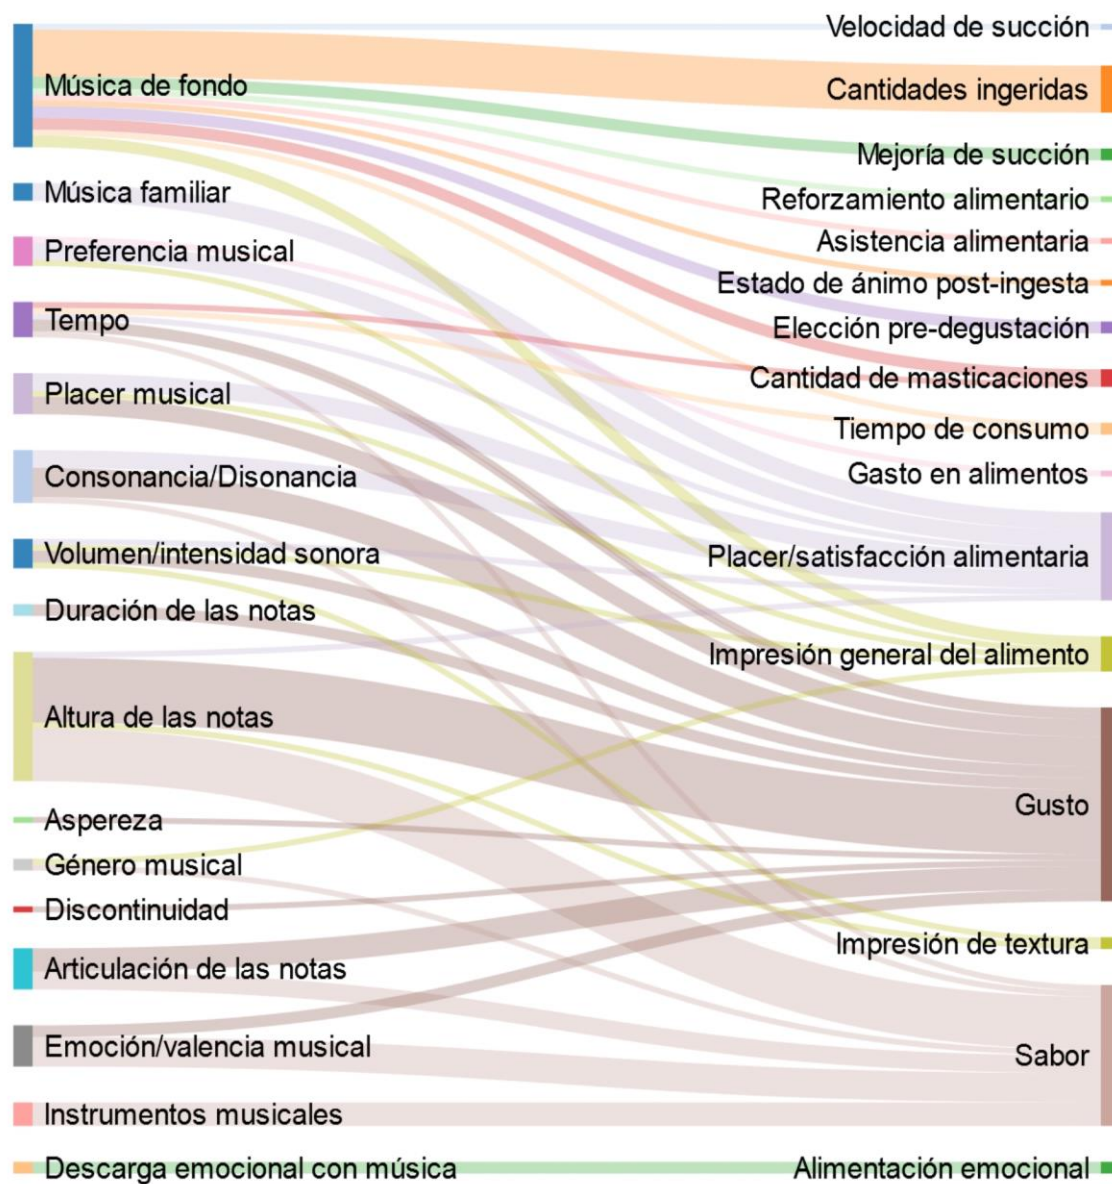 Música de fondo
Música familiar
Preferencia musical
Tempo
Placer musical
Consonancia/Disonancia
Volumen/intensidad sonora
Duración de las notas
Altura de las notas
Aspereza
Género musical
Discontinuidad
Articulación de las notas
Emoción/valencia musical
Instrumentos musicales
Descarga emocional con música
Velocidad de succión
Cantidades ingeridas
Mejoría de succión
Reforzamiento alimentario
Asistencia alimentaria
Estado de ánimo post-ingesta
Elección pre-degustación
Cantidad de masticaciones
Tiempo de consumo
Gasto en alimentos
Placer/satisfacción alimentaria
Impresión general del alimento
Gusto
Impresión de textura
Sabor
Alimentación emocional